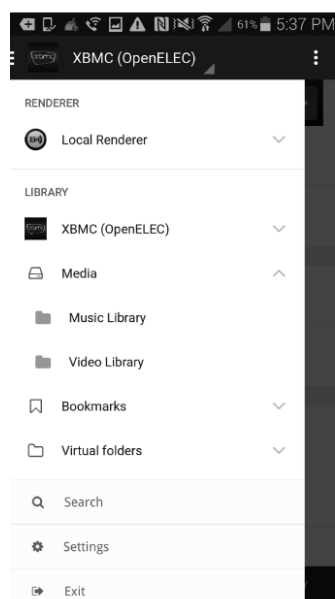 61% 5:37 PM
XBMC (OpenELEC)
RENDERER
Local Renderer
LIBRARY
XBMC (OpenELEC)
Media
Music Library
Video Library
Bookmarks
Virtual folders
Search
Settings
Exit